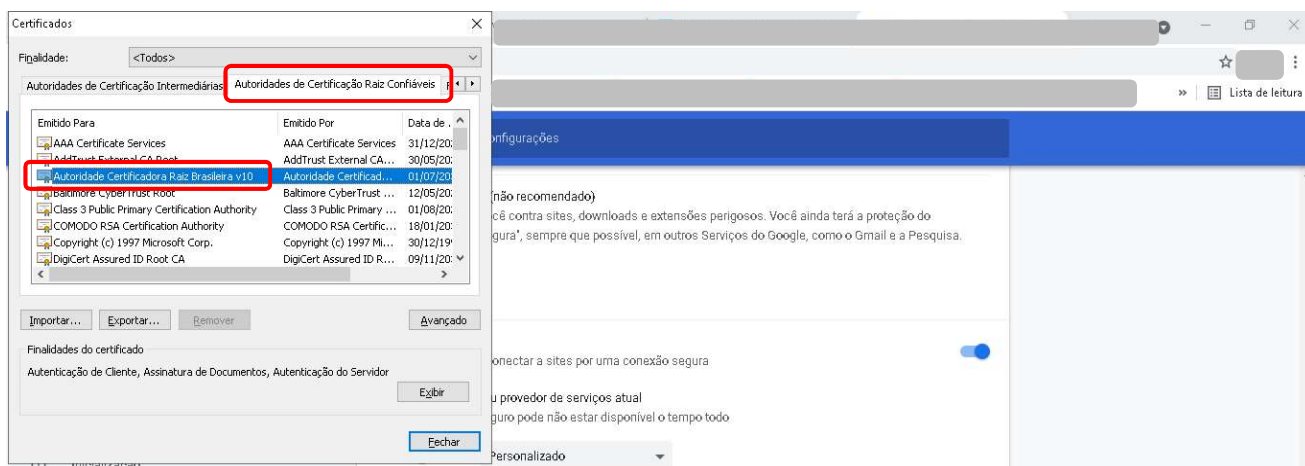 Certificados
Finalidade:
<Todos>
Autoridades de Certificação Intermediárias
Autoridades de Certificação Raiz Confiáveis
Emitido Para Emitido Por Data de
AAA Certificate Services AAA Certificate Services 31/12/20
AddTrust External CA Root AddTrust External CA... 30/05/20
Autoridade Certificadora Raiz Brasileira v10 Autoridade Certificad... 01/07/20
Baltimore CyberTrust Root Baltimore CyberTrust ... 12/05/20
Class 3 Public Primary Certification Authority Class 3 Public Primary ... 01/08/20
COMODO RSA Certification Authority COMODO RSA Certific... 18/01/20
Copyright (c) 1997 Microsoft Corp. Copyright (c) 1997 Mi... 30/12/19
DigiCert Assured ID Root CA DigiCert Assured ID R... 09/11/20
Importar... Exportar... Remover Avançado
Finalidades do certificado
Autenticação de Cliente, Assinatura de Documentos, Autenticação do Servidor
Exibir
Fechar
» Lista de leitura
nfigurações
(não recomendado)
cê contra sites, downloads e extensões perigosos. Você ainda terá a proteção do
gura", sempre que possível, em outros Serviços do Google, como o Gmail e a Pesquisa.
onectar a sites por uma conexão segura
u provedor de serviços atual
guro pode não estar disponível o tempo todo
Personalizado